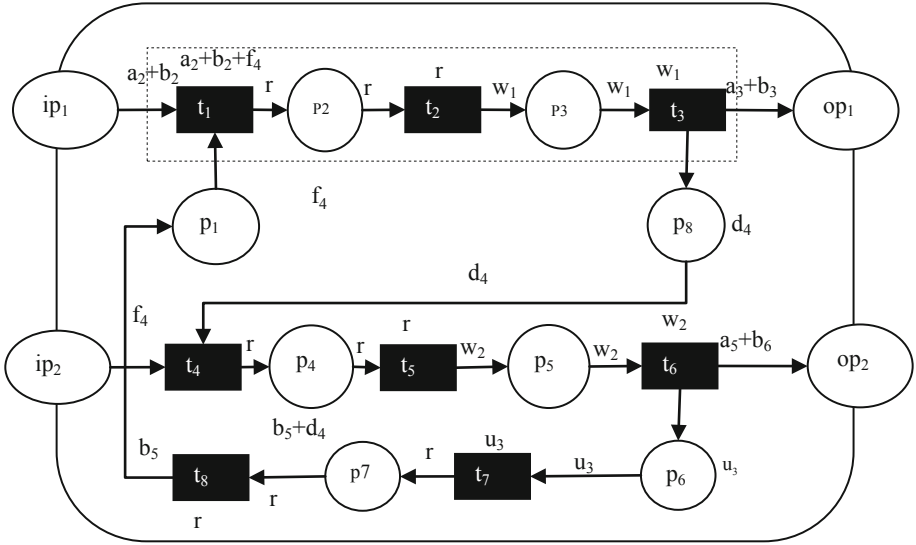 a₂+b₂+f₄
a₂+b₂
r
r
r
w₁
w₁
w₁
a₃+b₃
ip₁
t₁
p2
t₂
p3
t₃
op₁
f₄
p₁
p₈
d₄
d₄
f₄
r
w₂
ip₂
t₄
r
p₄
r
t₅
w₂
p₅
w₂
t₆
a₅+b₆
op₂
b₅+d₄
b₅
t₈
r
p7
r
u₃
t₇
u₃
p₆
u₃
r